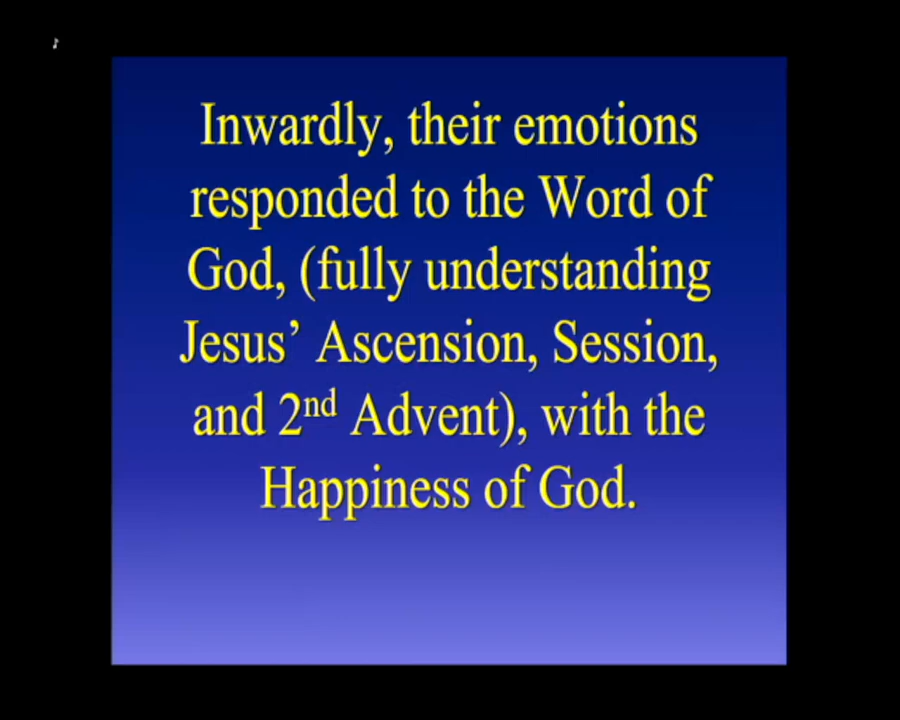 Inwardly, their emotions
responded to the Word of
God, (fully understanding
Jesus’ Ascension, Session,
and 2nd Advent), with the
Happiness of God.